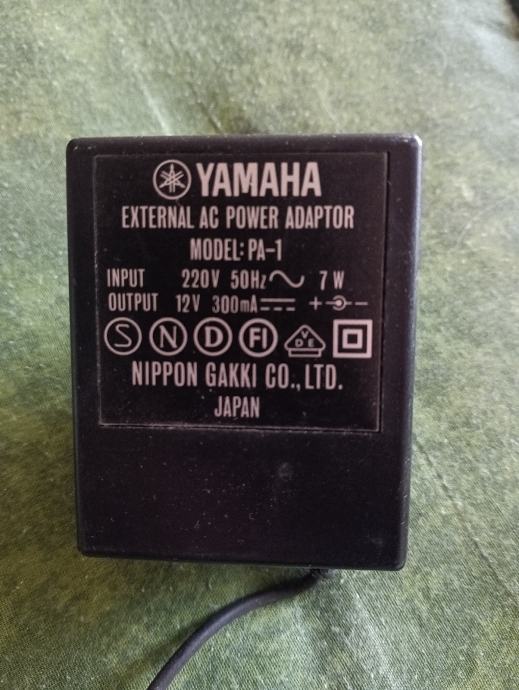 YAMAHA
EXTERNAL AC POWER ADAPTOR
MODEL: PA-1
INPUT 220V 50Hz 7 W
OUTPUT 12V 300mA + -
S N D FI VDE
NIPPON GAKKI CO., LTD.
JAPAN